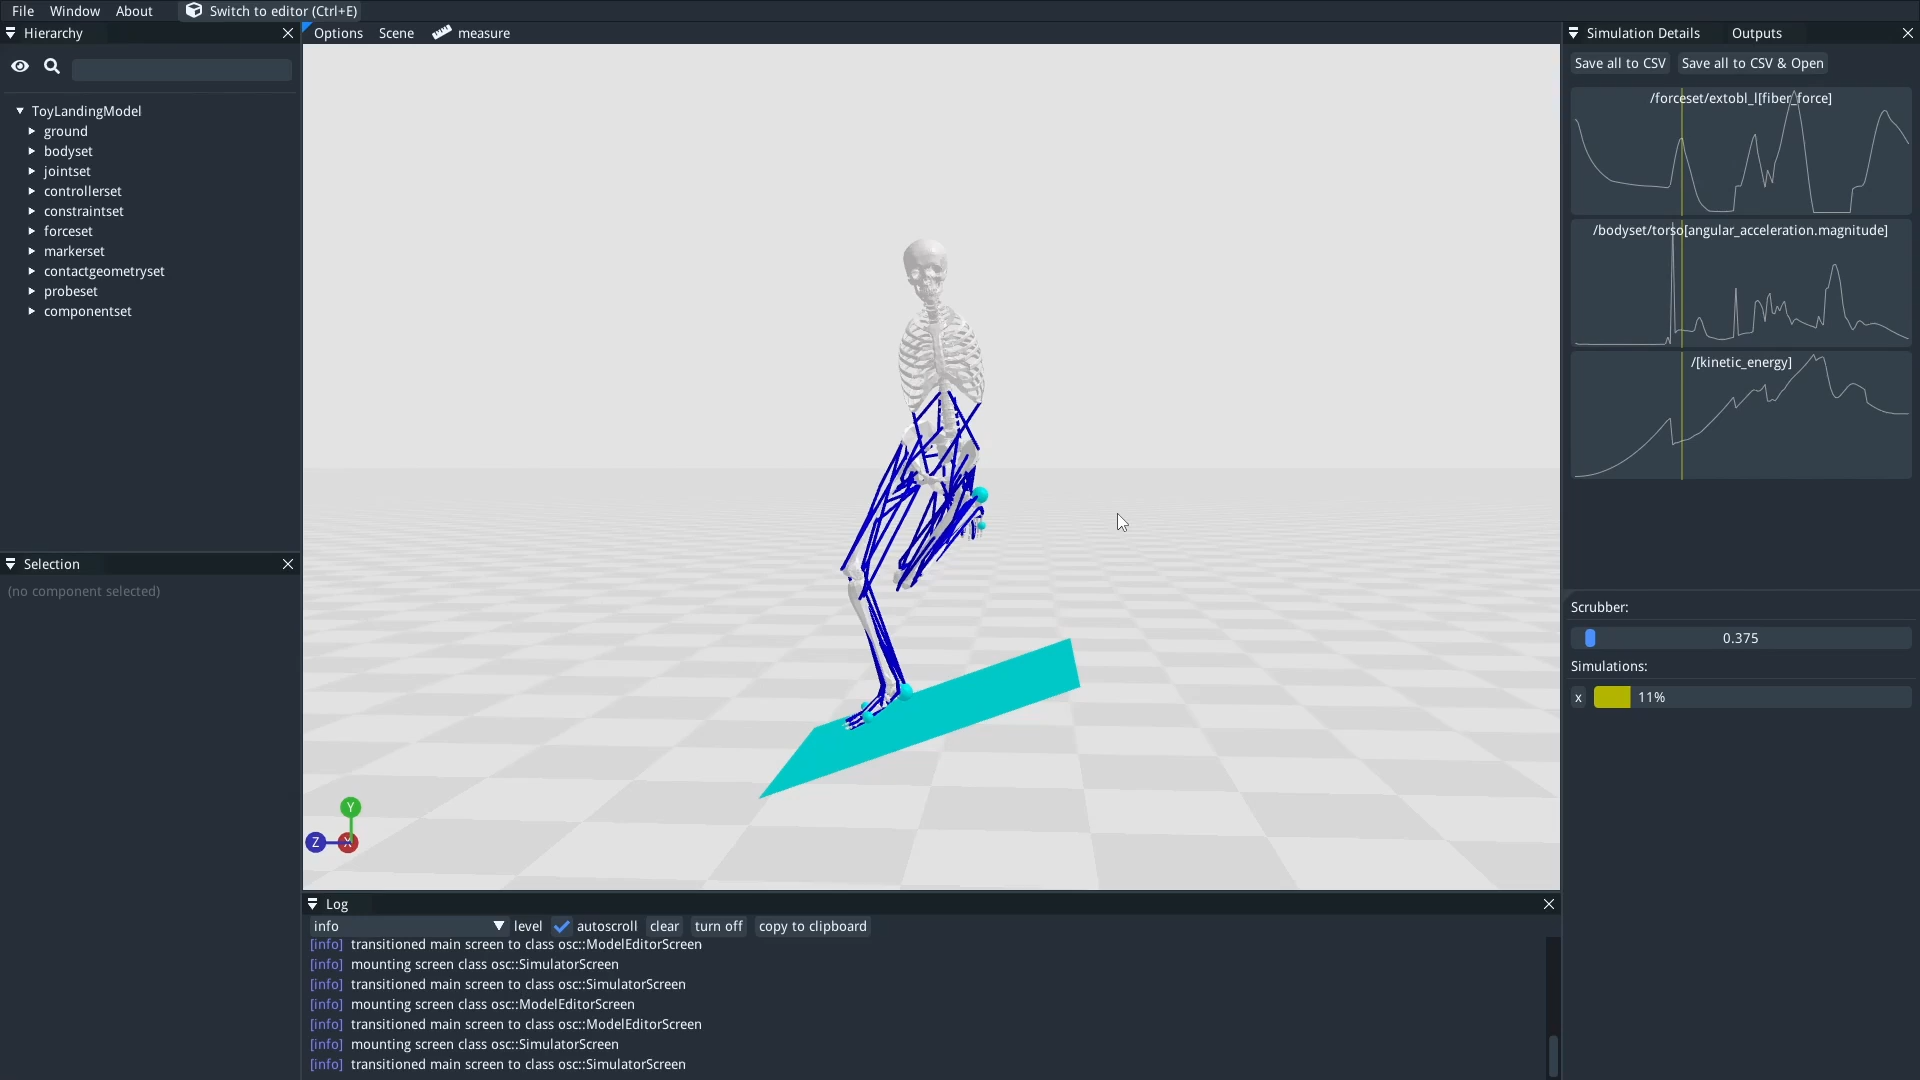 File Window About Switch to editor (Ctrl+E)
Hierarchy
ToyLandingModel
ground
bodyset
jointset
controllerset
constraintset
forceset
markerset
contactgeometryset
probeset
componentset
Selection
(no component selected)
Options Scene measure
Y
Z X
Log
info level autoscroll clear turn off copy to clipboard
[info] transitioned main screen to class osc::ModelEditorScreen
[info] mounting screen class osc::SimulatorScreen
[info] transitioned main screen to class osc::SimulatorScreen
[info] mounting screen class osc::ModelEditorScreen
[info] transitioned main screen to class osc::ModelEditorScreen
[info] mounting screen class osc::SimulatorScreen
[info] transitioned main screen to class osc::SimulatorScreen
Simulation Details Outputs
Save all to CSV Save all to CSV & Open
/forceset/extobl_l[fiber_force]
/bodyset/torso[angular_acceleration.magnitude]
/[kinetic_energy]
Scrubber:
0.375
Simulations:
x 11%